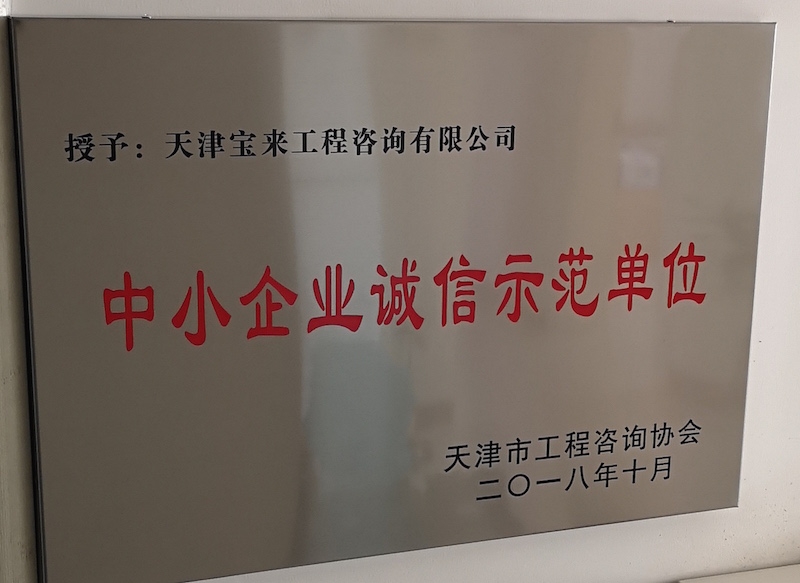 授予：天津宝来工程咨询有限公司
中小企业诚信示范单位
天津市工程咨询协会
二〇一八年十月